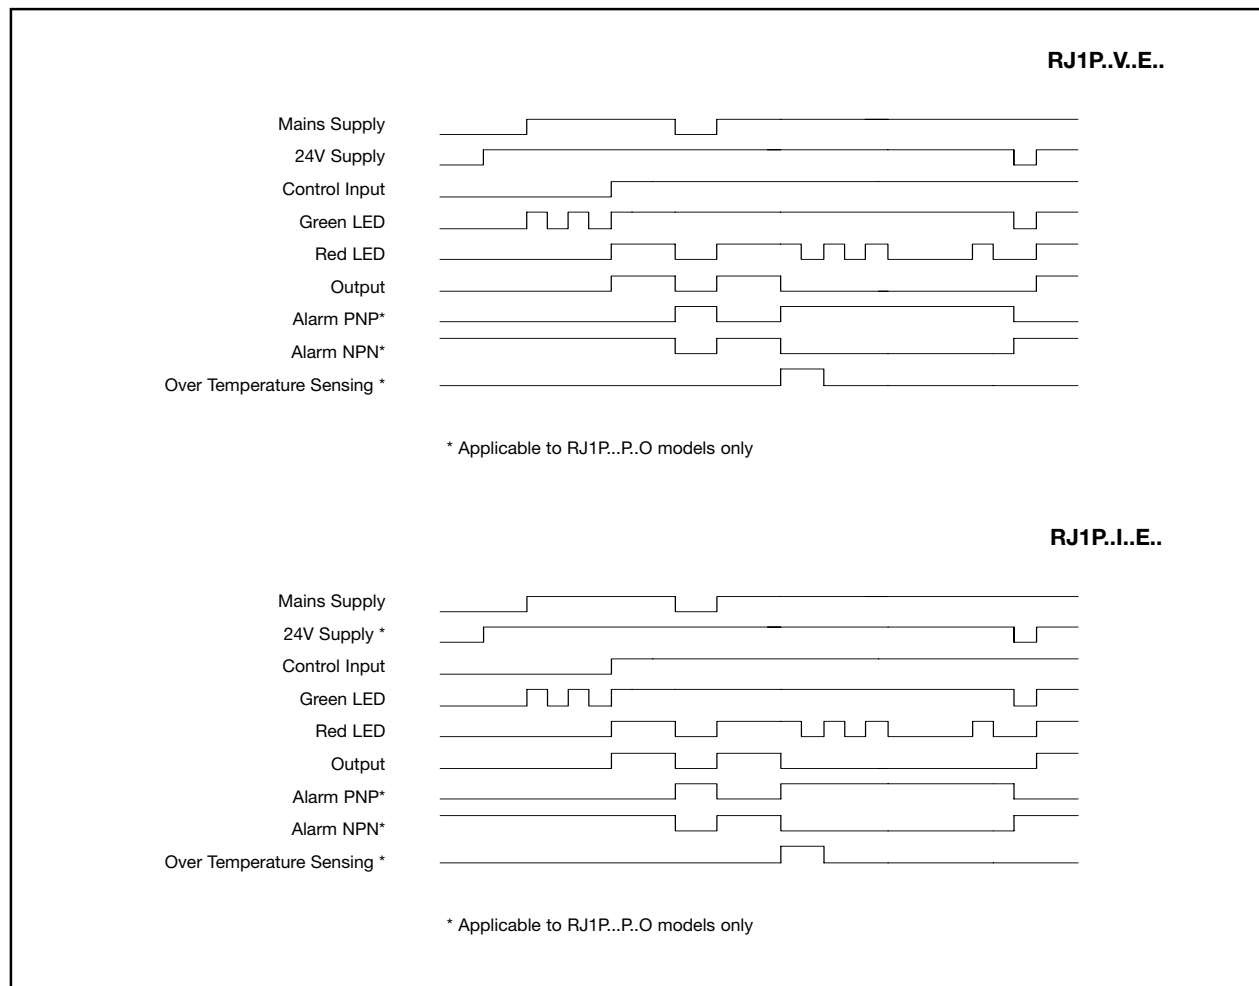 RJ1P..V..E..
Mains Supply
24V Supply
Control Input
Green LED
Red LED
Output
Alarm PNP*
Alarm NPN*
Over Temperature Sensing *
* Applicable to RJ1P...P..O models only
RJ1P..I..E..
Mains Supply
24V Supply *
Control Input
Green LED
Red LED
Output
Alarm PNP*
Alarm NPN*
Over Temperature Sensing *
* Applicable to RJ1P...P..O models only